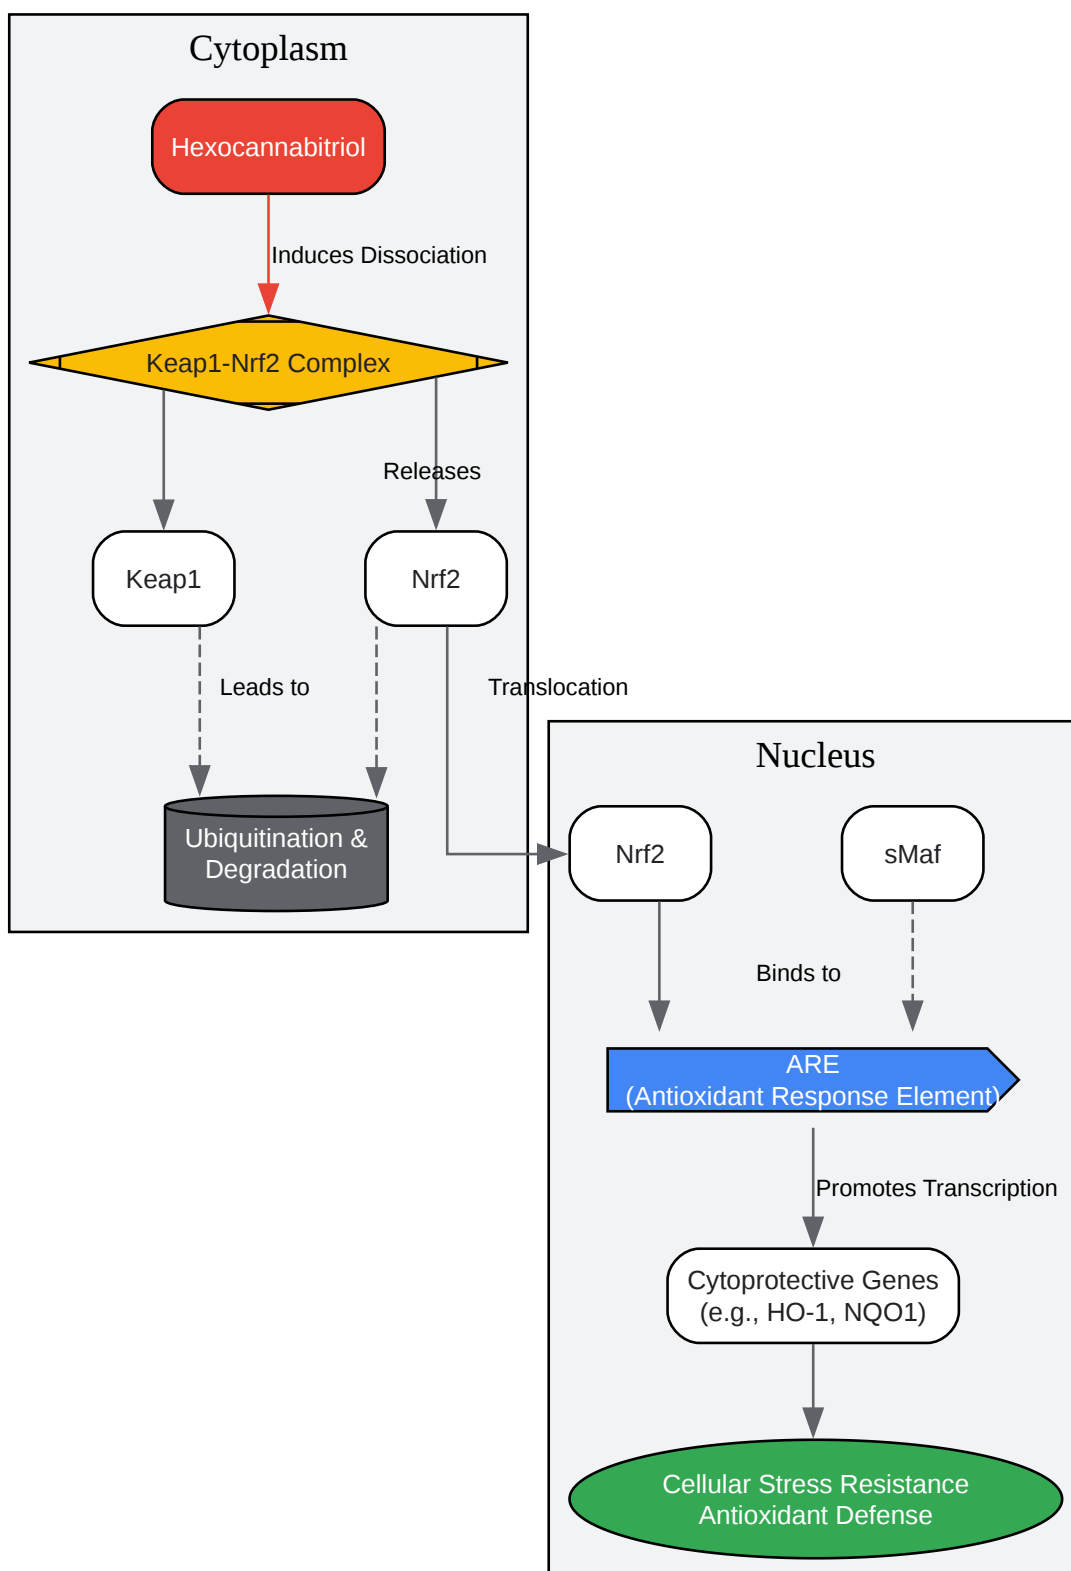 Cytoplasm
Hexocannabitriol
Induces Dissociation
Keap1-Nrf2 Complex
Releases
Keap1
Nrf2
Leads to
Translocation
Ubiquitination &
Degradation
Nucleus
Nrf2
sMaf
Binds to
ARE
(Antioxidant Response Element)
Promotes Transcription
Cytoprotective Genes
(e.g., HO-1, NQO1)
Cellular Stress Resistance
Antioxidant Defense